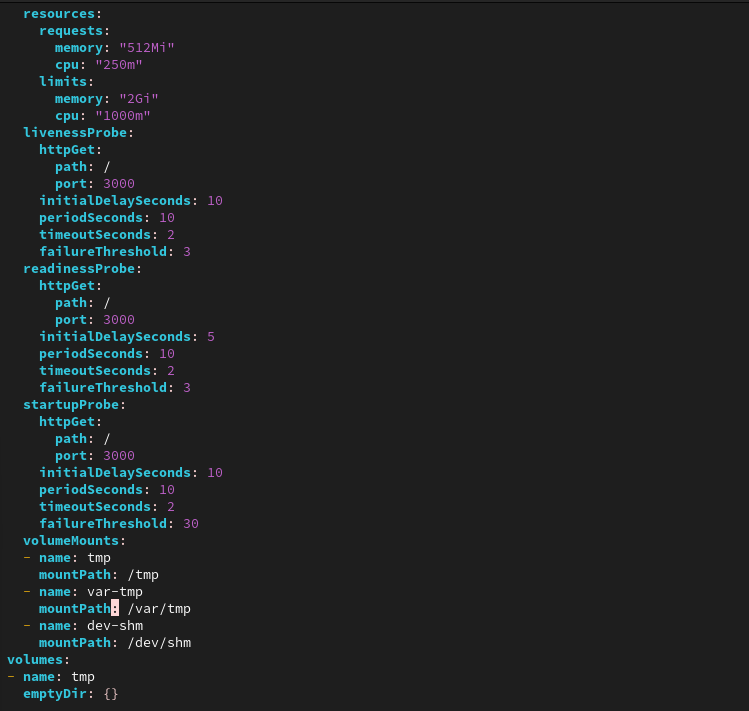 resources:
requests:
memory: "512Mi"
cpu: "250m"
limits:
memory: "2Gi"
cpu: "1000m"
livenessProbe:
httpGet:
path: /
port: 3000
initialDelaySeconds: 10
periodSeconds: 10
timeoutSeconds: 2
failureThreshold: 3
readinessProbe:
httpGet:
path: /
port: 3000
initialDelaySeconds: 5
periodSeconds: 10
timeoutSeconds: 2
failureThreshold: 3
startupProbe:
httpGet:
path: /
port: 3000
initialDelaySeconds: 10
periodSeconds: 10
timeoutSeconds: 2
failureThreshold: 30
volumeMounts:
- name: tmp
mountPath: /tmp
- name: var-tmp
mountPath: /var/tmp
- name: dev-shm
mountPath: /dev/shm
volumes:
- name: tmp
emptyDir: {}